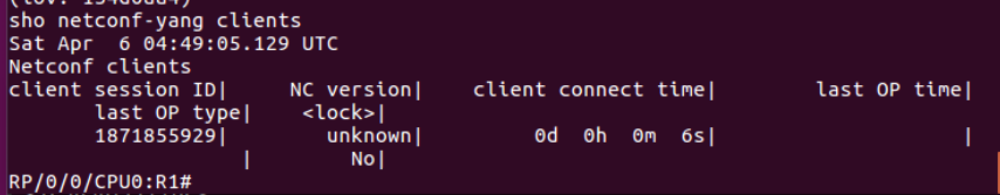 sho netconf-yang clients
Sat Apr  6 04:49:05.129 UTC
Netconf clients
client session ID|     NC version|    client connect time|        last OP time|
       last OP type|    <lock>|
       1871855929|        unknown|         0d  0h  0m  6s|                    |
                   |        No|
RP/0/0/CPU0:R1#